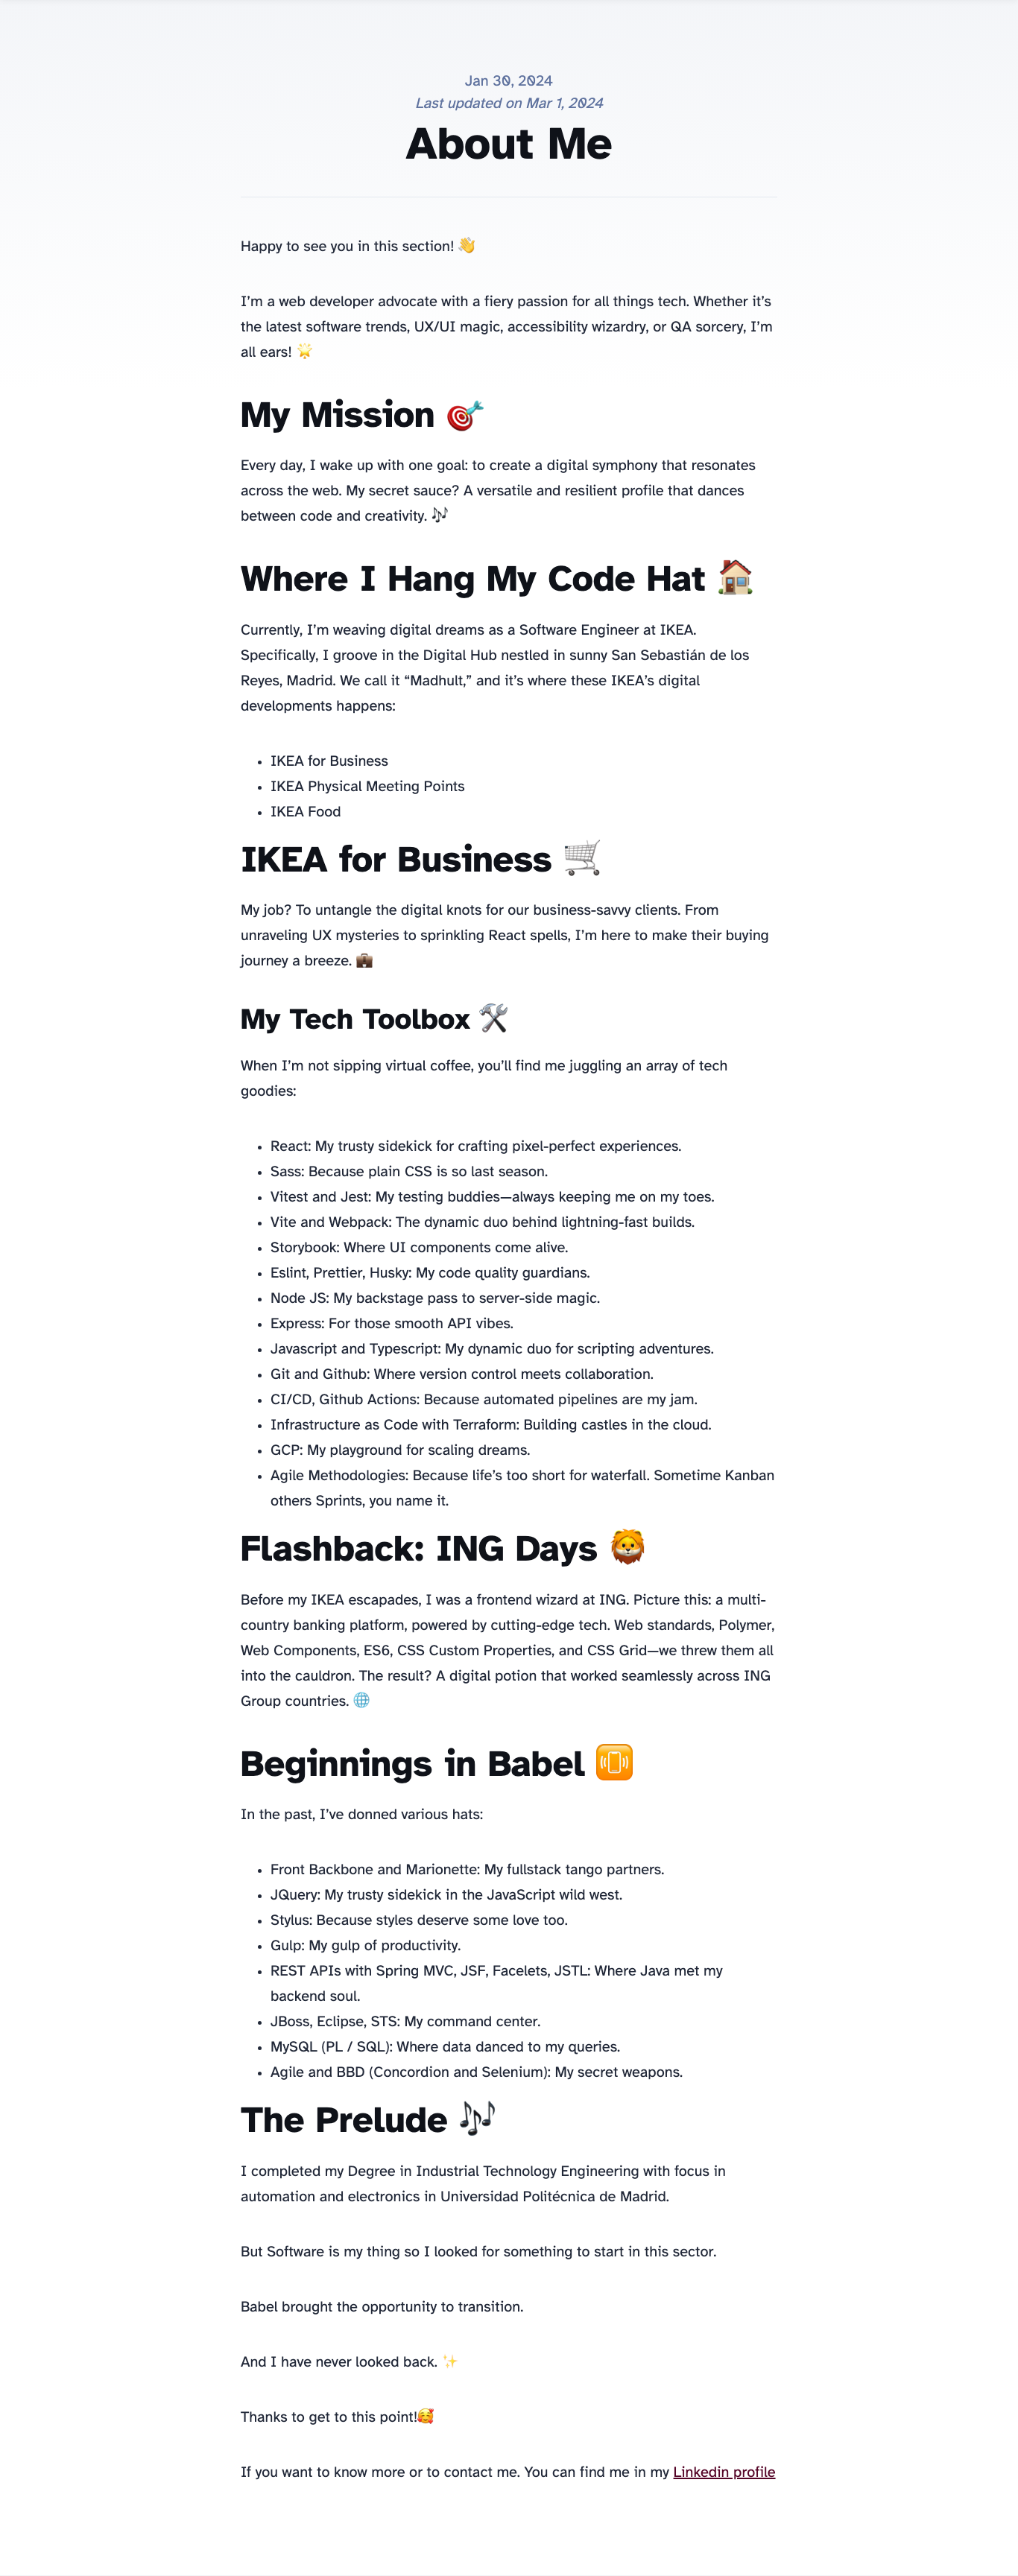 Jan 30, 2024
Last updated on Mar 1, 2024
About Me
Happy to see you in this section! 👋
I’m a web developer advocate with a fiery passion for all things tech. Whether it’s
the latest software trends, UX/UI magic, accessibility wizardry, or QA sorcery, I’m
all ears! 🌟
My Mission 🎯
Every day, I wake up with one goal: to create a digital symphony that resonates
across the web. My secret sauce? A versatile and resilient profile that dances
between code and creativity. 🎶
Where I Hang My Code Hat 🏠
Currently, I’m weaving digital dreams as a Software Engineer at IKEA.
Specifically, I groove in the Digital Hub nestled in sunny San Sebastián de los
Reyes, Madrid. We call it “Madhult,” and it’s where these IKEA’s digital
developments happens:
• IKEA for Business
• IKEA Physical Meeting Points
• IKEA Food
IKEA for Business 🛒
My job? To untangle the digital knots for our business-savvy clients. From
unraveling UX mysteries to sprinkling React spells, I’m here to make their buying
journey a breeze. 💼
My Tech Toolbox 🛠️
When I’m not sipping virtual coffee, you’ll find me juggling an array of tech
goodies:
• React: My trusty sidekick for crafting pixel-perfect experiences.
• Sass: Because plain CSS is so last season.
• Vitest and Jest: My testing buddies—always keeping me on my toes.
• Vite and Webpack: The dynamic duo behind lightning-fast builds.
• Storybook: Where UI components come alive.
• Eslint, Prettier, Husky: My code quality guardians.
• Node JS: My backstage pass to server-side magic.
• Express: For those smooth API vibes.
• Javascript and Typescript: My dynamic duo for scripting adventures.
• Git and Github: Where version control meets collaboration.
• CI/CD, Github Actions: Because automated pipelines are my jam.
• Infrastructure as Code with Terraform: Building castles in the cloud.
• GCP: My playground for scaling dreams.
• Agile Methodologies: Because life’s too short for waterfall. Sometime Kanban
others Sprints, you name it.
Flashback: ING Days 🦁
Before my IKEA escapades, I was a frontend wizard at ING. Picture this: a multi-
country banking platform, powered by cutting-edge tech. Web standards, Polymer,
Web Components, ES6, CSS Custom Properties, and CSS Grid—we threw them all
into the cauldron. The result? A digital potion that worked seamlessly across ING
Group countries. 🌐
Beginnings in Babel 📳
In the past, I’ve donned various hats:
• Front Backbone and Marionette: My fullstack tango partners.
• JQuery: My trusty sidekick in the JavaScript wild west.
• Stylus: Because styles deserve some love too.
• Gulp: My gulp of productivity.
• REST APIs with Spring MVC, JSF, Facelets, JSTL: Where Java met my
backend soul.
• JBoss, Eclipse, STS: My command center.
• MySQL (PL / SQL): Where data danced to my queries.
• Agile and BBD (Concordion and Selenium): My secret weapons.
The Prelude 🎶
I completed my Degree in Industrial Technology Engineering with focus in
automation and electronics in Universidad Politécnica de Madrid.
But Software is my thing so I looked for something to start in this sector.
Babel brought the opportunity to transition.
And I have never looked back. ✨
Thanks to get to this point!🥰
If you want to know more or to contact me. You can find me in my Linkedin profile